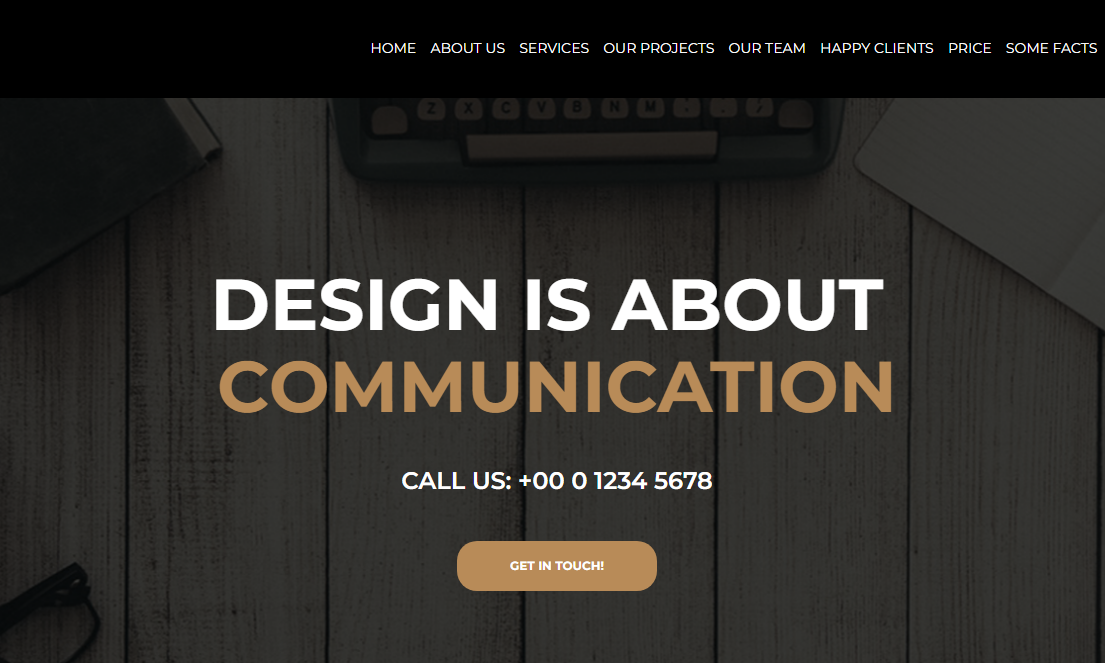 HOME ABOUT US SERVICES OUR PROJECTS OUR TEAM HAPPY CLIENTS PRICE SOME FACTS
Z X C V B N M : . /
DESIGN IS ABOUT
COMMUNICATION
CALL US: +00 0 1234 5678
GET IN TOUCH!